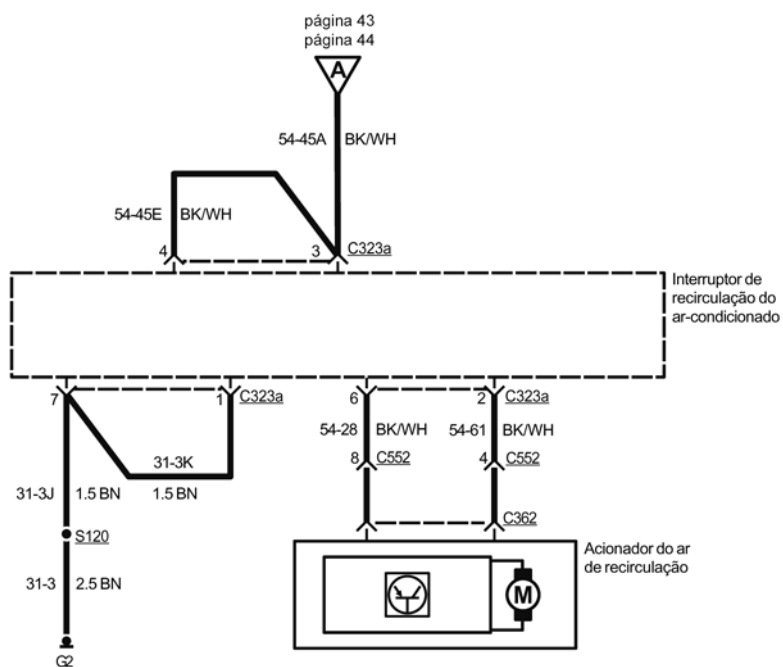 página 43
página 44
A
54-45A BK/WH
54-45E BK/WH
4 3 C323a
Interruptor de
recirculação do
ar-condicionado
7 1 C323a 6 2 C323a
54-28 BK/WH 54-61 BK/WH
8 C552 4 C552
31-3K
31-3J 1.5 BN 1.5 BN
C362
S120
Acionador do ar
de recirculação
31-3 2.5 BN
M
G2